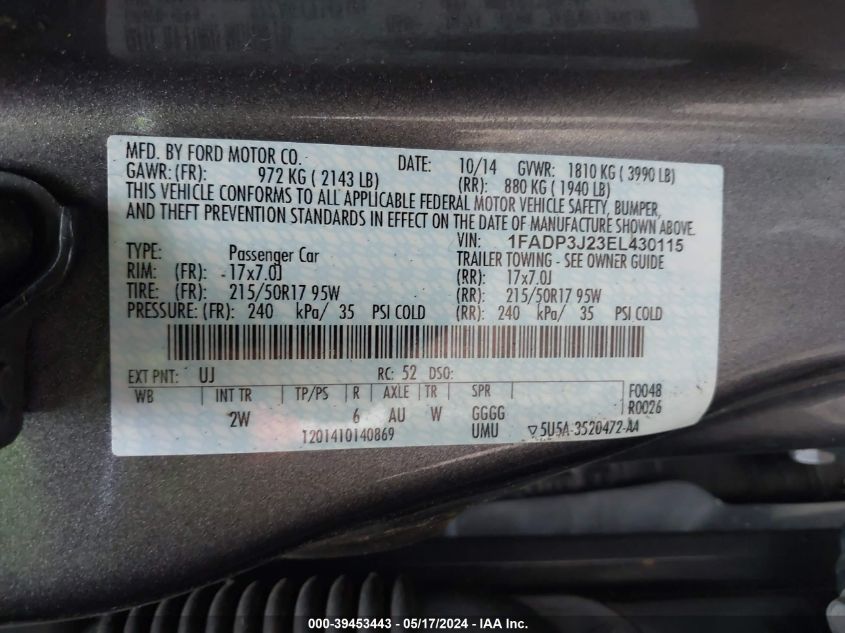 MFD. BY FORD MOTOR CO. DATE: 10/14 GVWR: 1810 KG ( 3990 LB)
GAWR: (FR): 972 KG ( 2143 LB) (RR): 880 KG ( 1940 LB)
THIS VEHICLE CONFORMS TO ALL APPLICABLE FEDERAL MOTOR VEHICLE SAFETY, BUMPER,
AND THEFT PREVENTION STANDARDS IN EFFECT ON THE DATE OF MANUFACTURE SHOWN ABOVE.
VIN: 1FADP3J23EL430115
TYPE: Passenger Car TRAILER TOWING - SEE OWNER GUIDE
RIM: (FR): 17x7.0J (RR): 17x7.0J
TIRE: (FR): 215/50R17 95W (RR): 215/50R17 95W
PRESSURE: (FR): 240 kPa/ 35 PSI COLD (RR): 240 kPa/ 35 PSI COLD
EXT PNT: UJ RC: 52 DSO:
WB INT TR TP/PS R AXLE TR SPR F0048
2W 6 AU W GGGG R0026
1201410140869 UMU ▽5U5A-3520472-AA
000-39453443 - 05/17/2024 - IAA Inc.